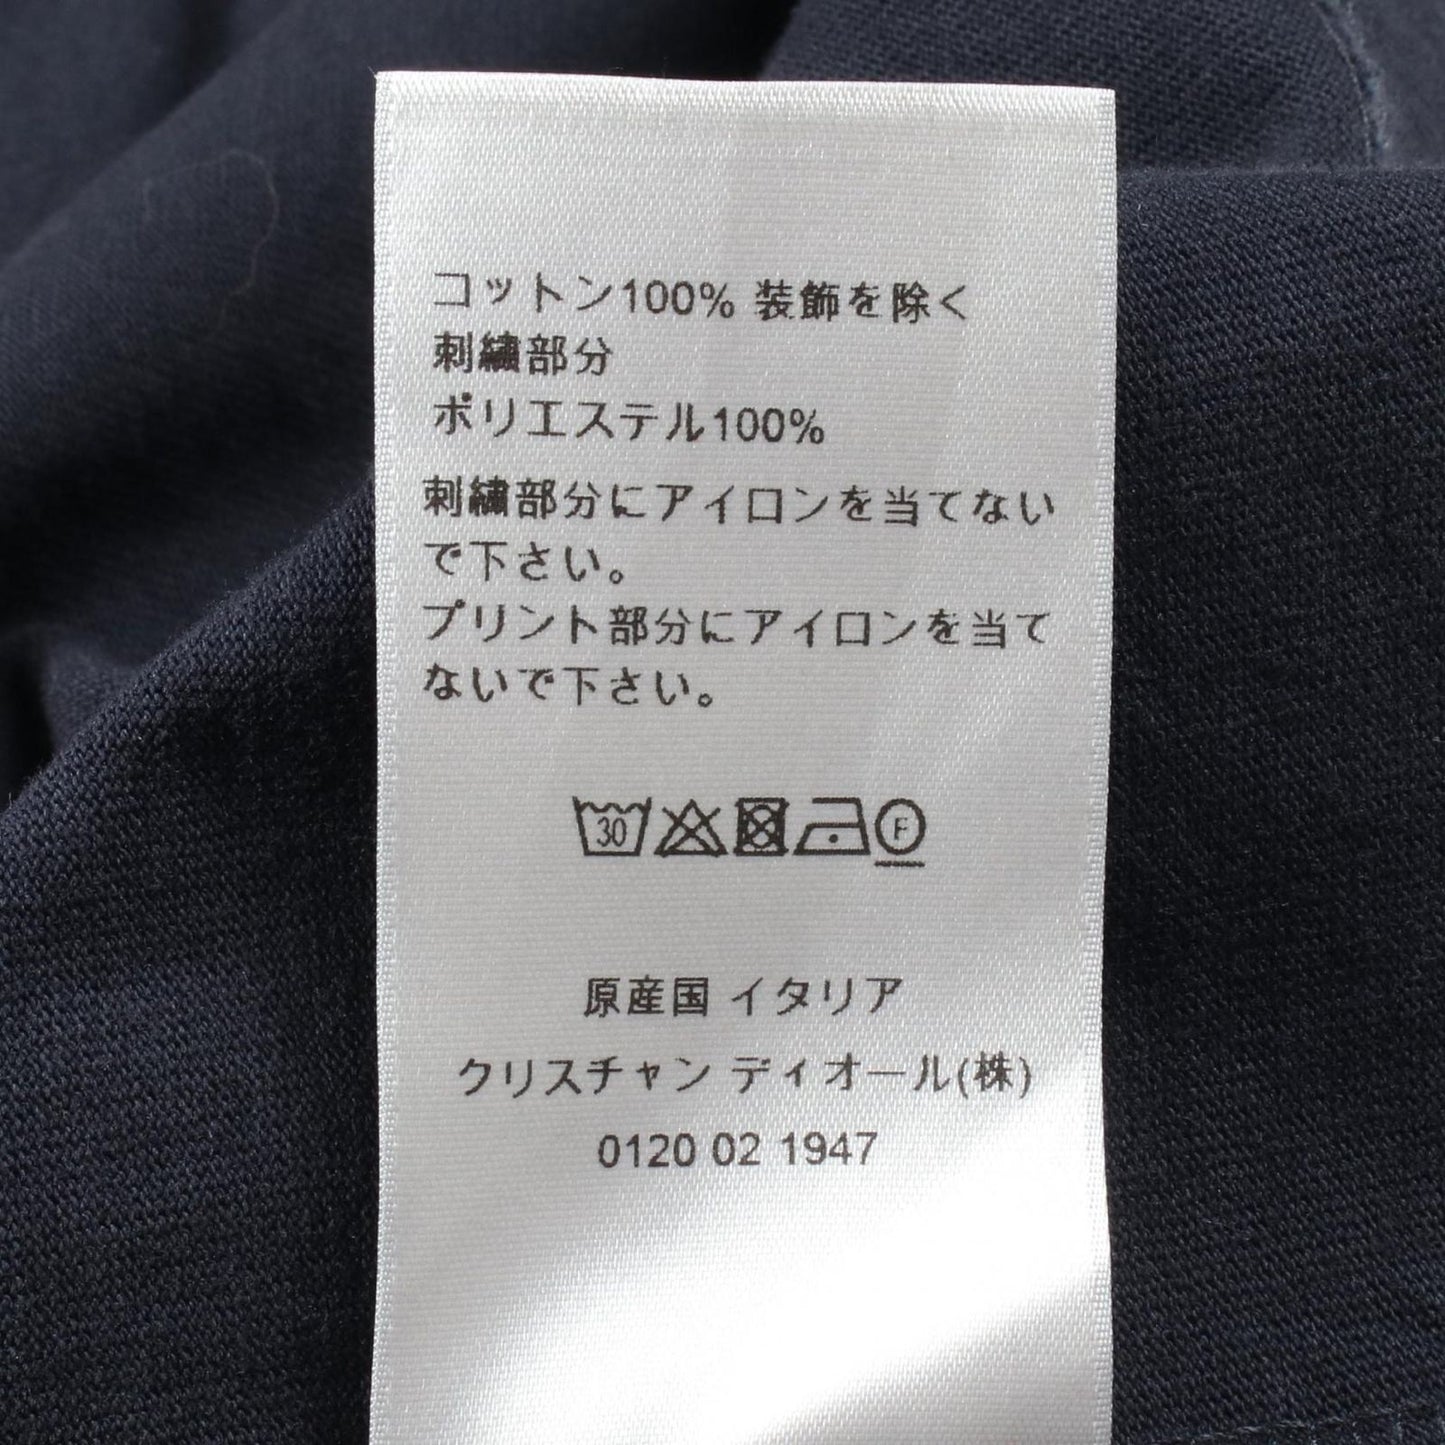 コットン100% 装飾を除く
刺繍部分
ポリエステル100%
刺繍部分にアイロンを当てない
で下さい。
プリント部分にアイロンを当て
ないで下さい。
30 F
原産国 イタリア
クリスチャン ディオール(株)
0120 02 1947